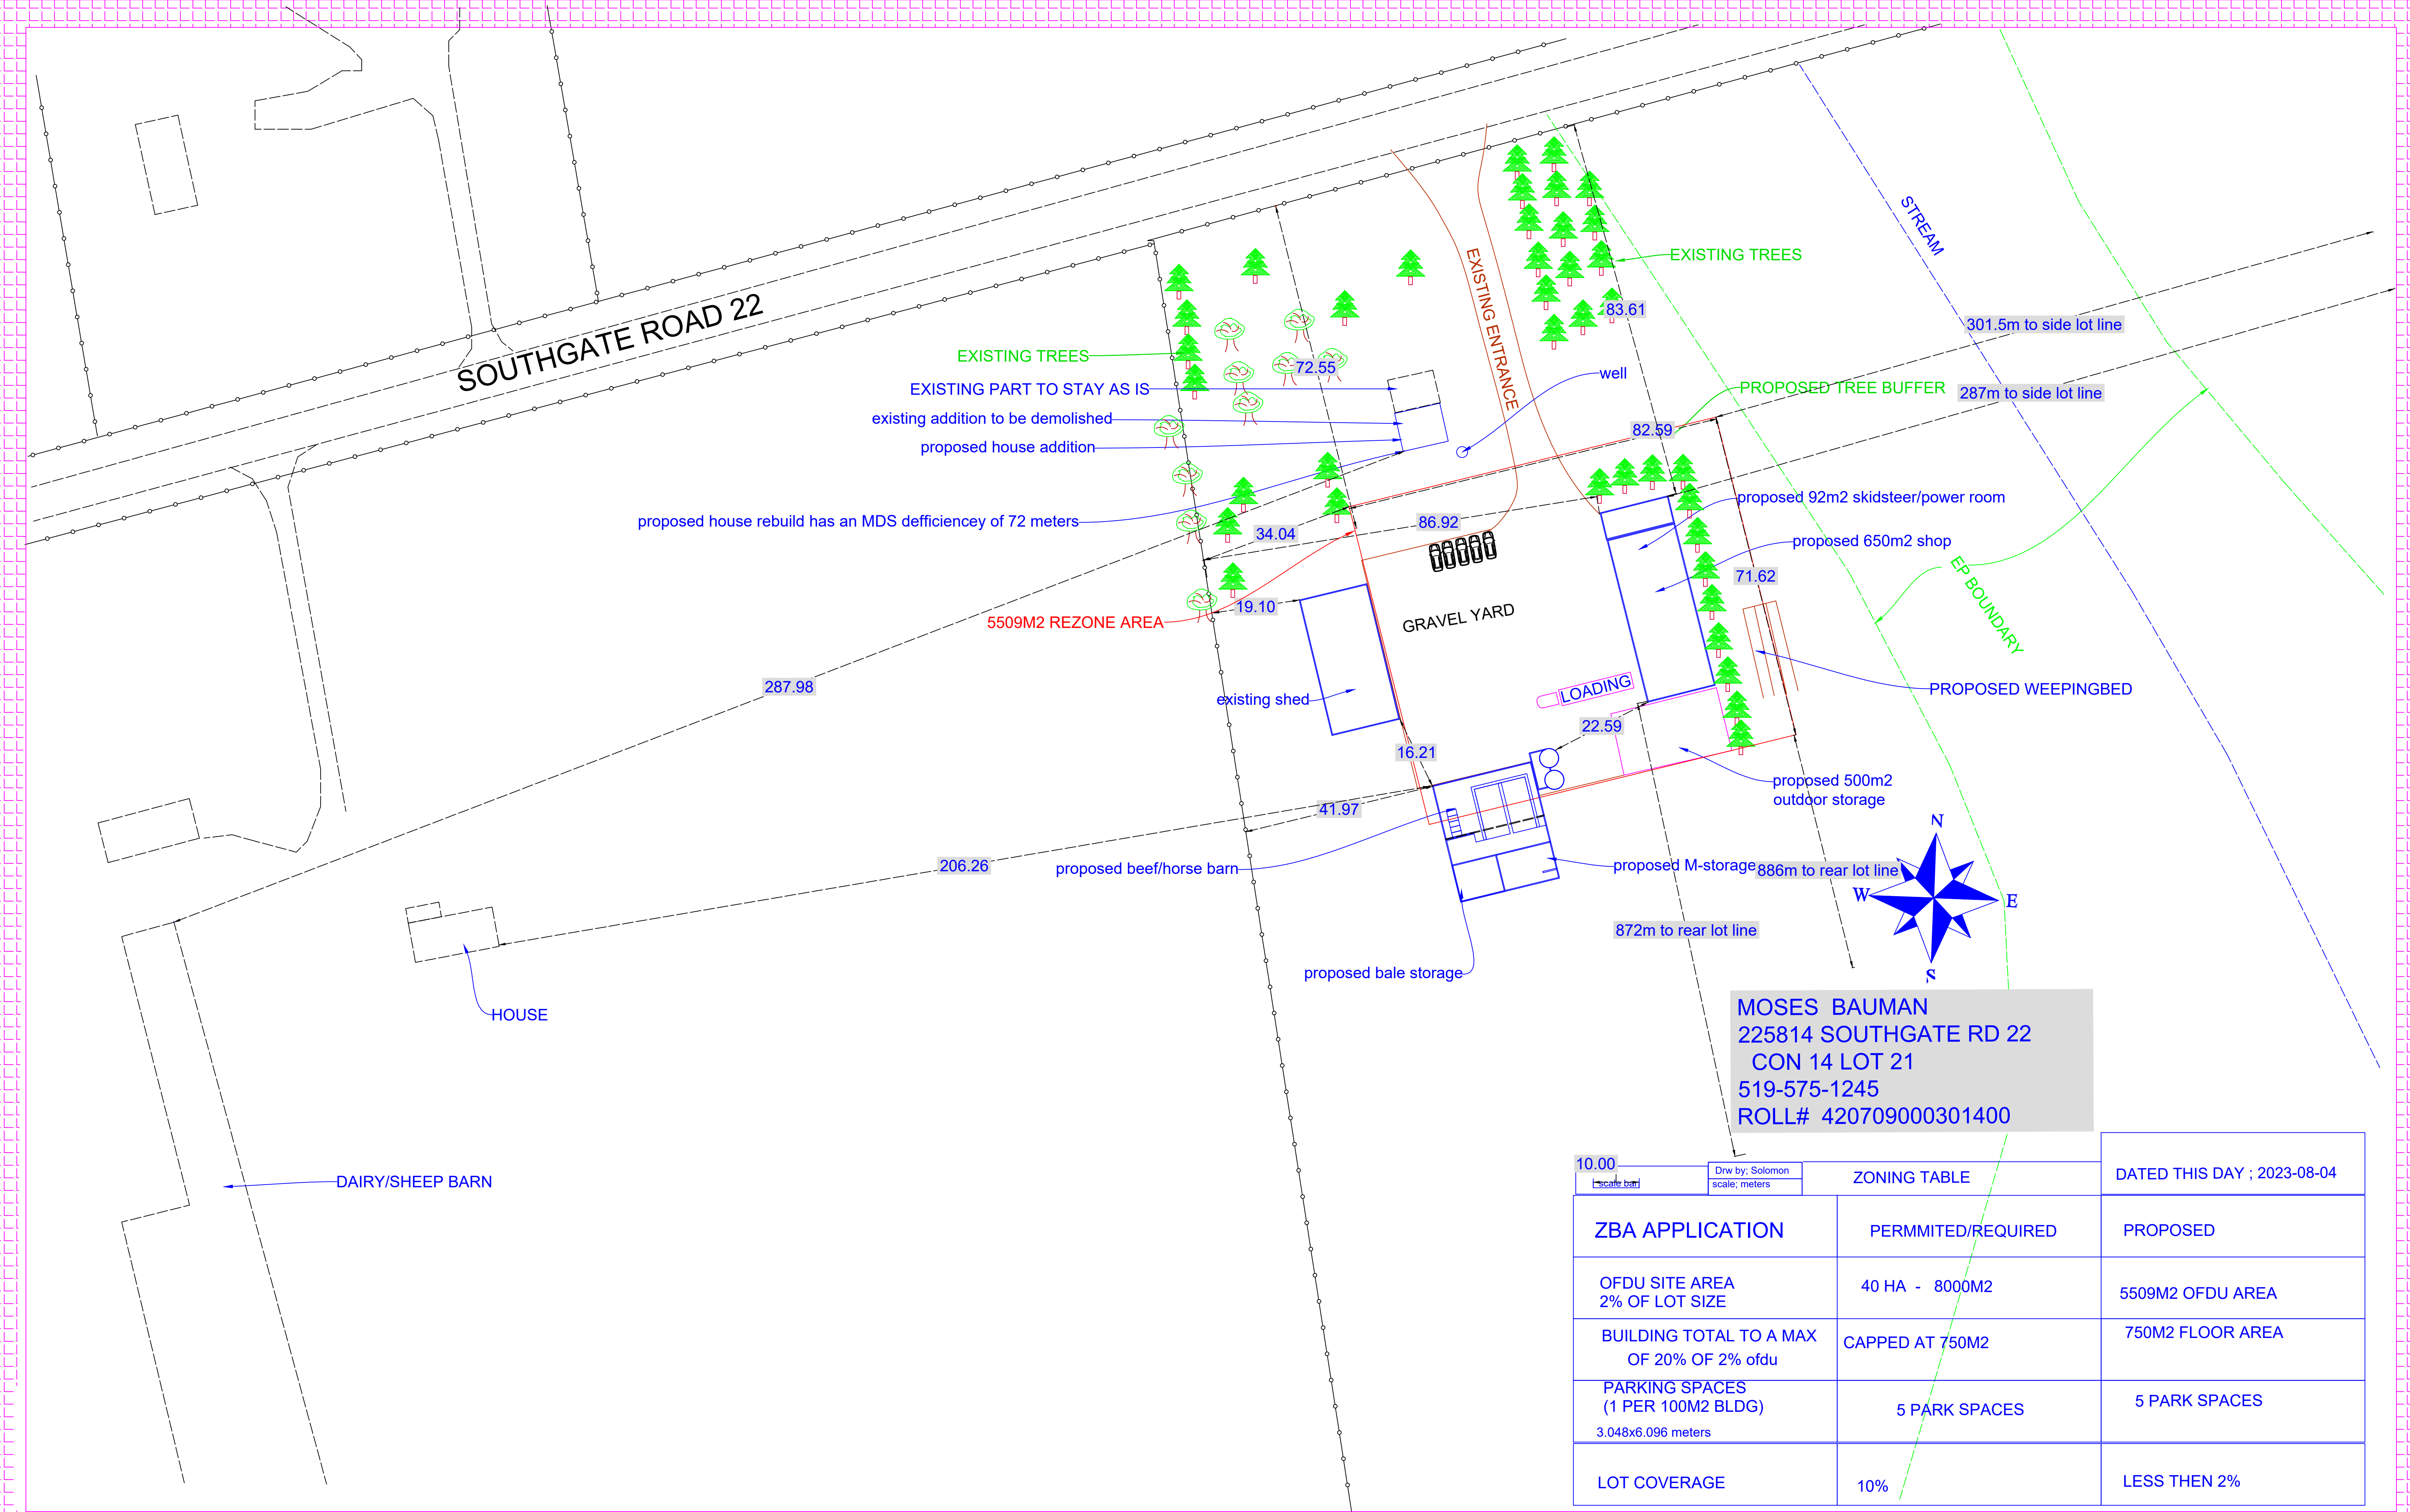 SOUTHGATE ROAD 22
STREAM
EXISTING TREES
EXISTING ENTRANCE
83.61
301.5m to side lot line
EXISTING TREES
72.55
EXISTING PART TO STAY AS IS
well
PROPOSED TREE BUFFER
287m to side lot line
existing addition to be demolished
82.59
proposed house addition
proposed 92m2 skidsteer/power room
proposed house rebuild has an MDS defficiencey of 72 meters
86.92
34.04
proposed 650m2 shop
71.62
EP BOUNDARY
19.10
5509M2 REZONE AREA
GRAVEL YARD
287.98
LOADING
PROPOSED WEEPINGBED
existing shed
22.59
16.21
proposed 500m2
outdoor storage
41.97
N
206.26
proposed beef/horse barn
proposed M-storage
886m to rear lot line
W
E
872m to rear lot line
S
proposed bale storage
HOUSE
MOSES BAUMAN
225814 SOUTHGATE RD 22
CON 14 LOT 21
519-575-1245
ROLL# 420709000301400
DAIRY/SHEEP BARN
10.00
scale bar
Drw by; Solomon
scale; meters
ZONING TABLE
DATED THIS DAY ; 2023-08-04
ZBA APPLICATION
PERMMITED/REQUIRED
PROPOSED
OFDU SITE AREA
2% OF LOT SIZE
40 HA - 8000M2
5509M2 OFDU AREA
BUILDING TOTAL TO A MAX
OF 20% OF 2% ofdu
CAPPED AT 750M2
750M2 FLOOR AREA
PARKING SPACES
(1 PER 100M2 BLDG)
3.048x6.096 meters
5 PARK SPACES
5 PARK SPACES
LOT COVERAGE
10%
LESS THEN 2%